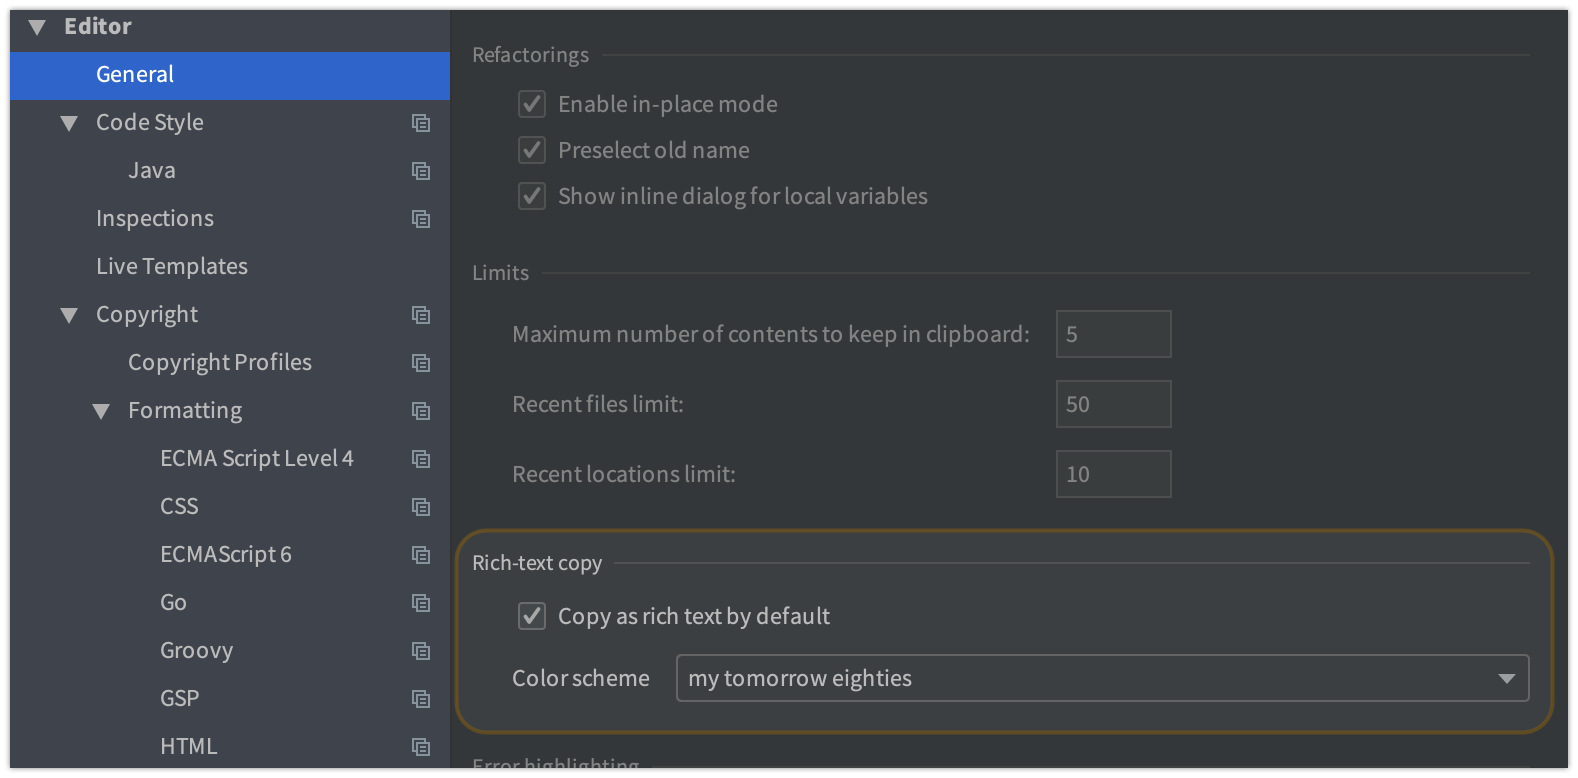 Editor
General
Code Style
Java
Inspections
Live Templates
Copyright
Copyright Profiles
Formatting
ECMA Script Level 4
CSS
ECMAScript 6
Go
Groovy
GSP
HTML
Refactorings
Enable in-place mode
Preselect old name
Show inline dialog for local variables
Limits
Maximum number of contents to keep in clipboard: 5
Recent files limit: 50
Recent locations limit: 10
Rich-text copy
Copy as rich text by default
Color scheme my tomorrow eighties
Error highlighting